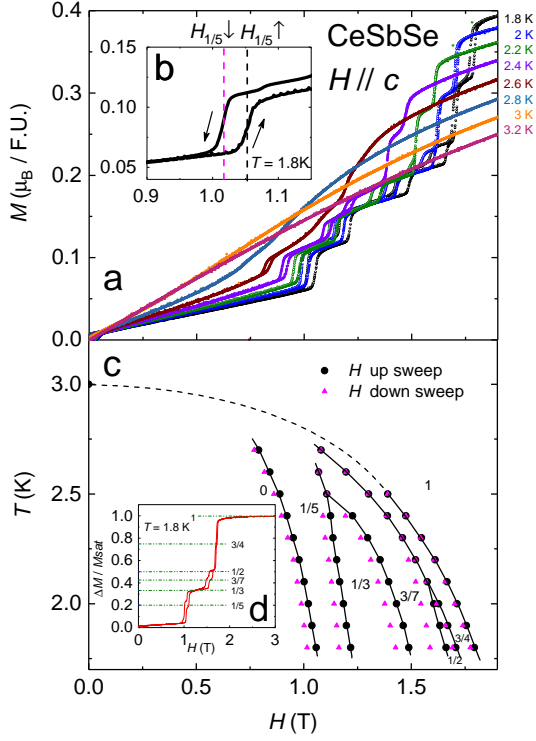 H1/5↓ H1/5↑
CeSbSe
H // c
b
T = 1.8K
0.15
0.10
0.05
0.9 1.0 1.1
1.8 K
2 K
2.2 K
2.4 K
2.6 K
2.8 K
3 K
3.2 K
0.4
0.3
0.2
0.1
0.0
M (μB / F.U.)
a
c
H up sweep
H down sweep
3.0
2.5
2.0
T (K)
0
1/5
1/3
3/7
1/2
3/4
1
T = 1.8 K
1
3/4
1/2
3/7
1/3
1/5
d
1.0
0.8
0.6
0.4
0.2
0.0
ΔM / Msat
0 1 2 3
H (T)
0.0 0.5 1.0 1.5
H (T)